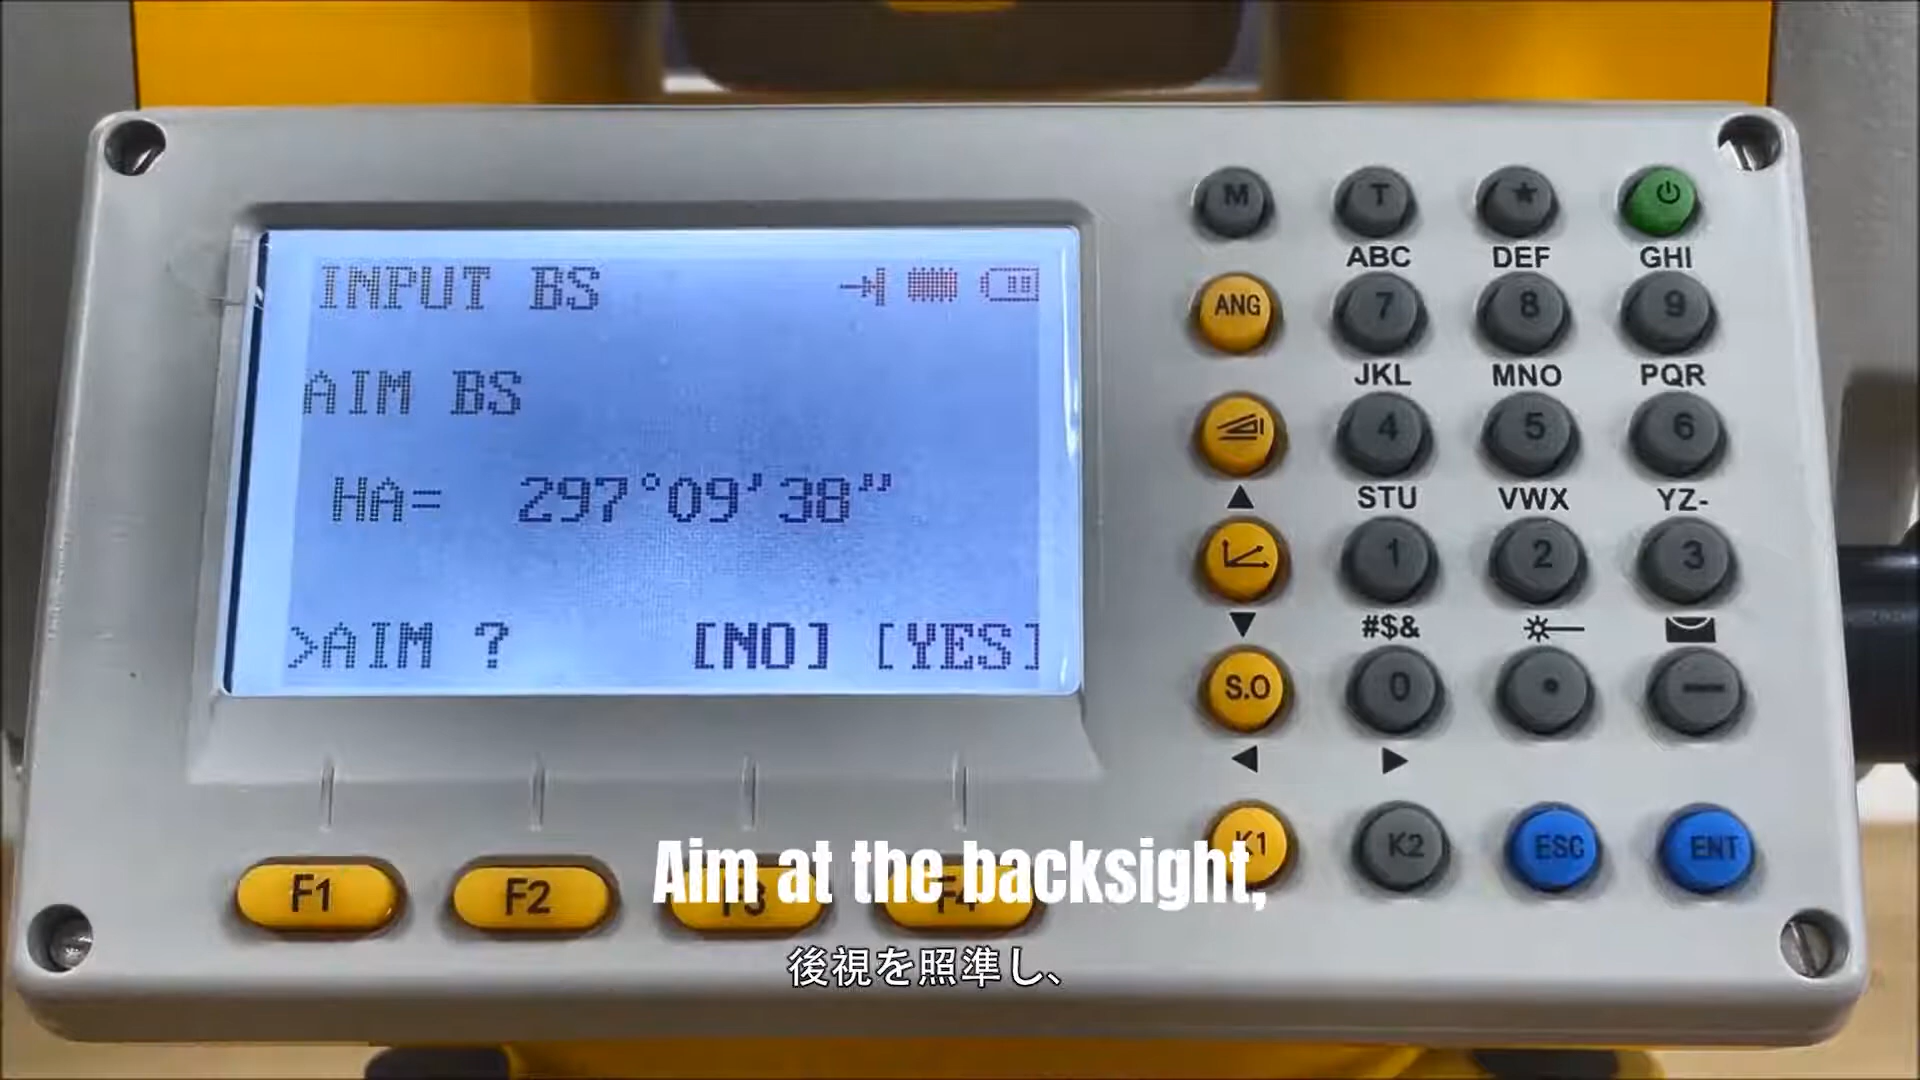 INPUT BS
AIM BS
HA= 297°09'38"
>AIM ? [NO] [YES]
M T ★
ABC DEF GHI
ANG 7 8 9
JKL MNO PQR
4 5 6
STU VWX YZ-
1 2 3
#$&
S.O 0 • —
K1 K2 ESC ENT
F1 F2 F3 F4
Aim at the backsight,
後視を照準し、